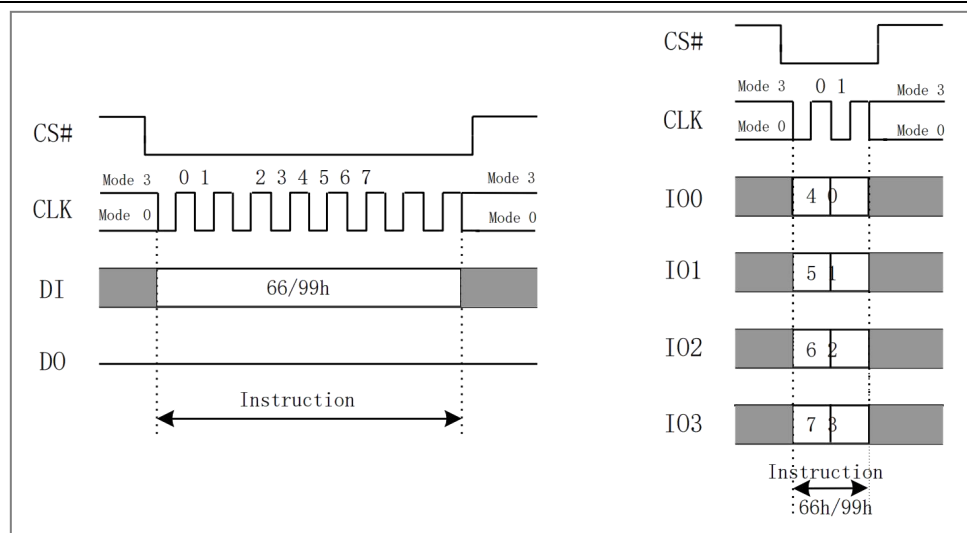 CS#
Mode 3 0 1 2 3 4 5 6 7 Mode 3
CLK
Mode 0 Mode 0
DI 66/99h
DO
Instruction
CS#
Mode 3 0 1 Mode 3
CLK
Mode 0 Mode 0
IO0 4 0
IO1 5 1
IO2 6 2
IO3 7 3
Instruction
66h/99h